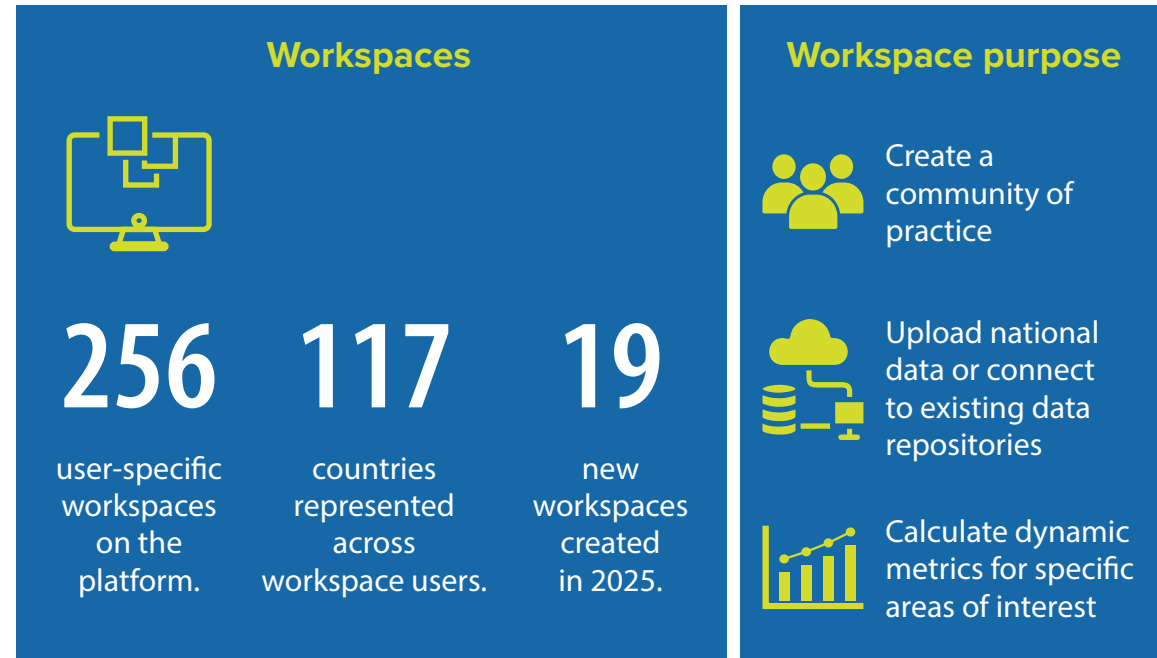 Workspaces
256
user-specific
workspaces
on the
platform.
117
countries
represented
across
workspace users.
19
new
workspaces
created
in 2025.
Workspace purpose
Create a
community of
practice
Upload national
data or connect
to existing data
repositories
Calculate dynamic
metrics for specific
areas of interest